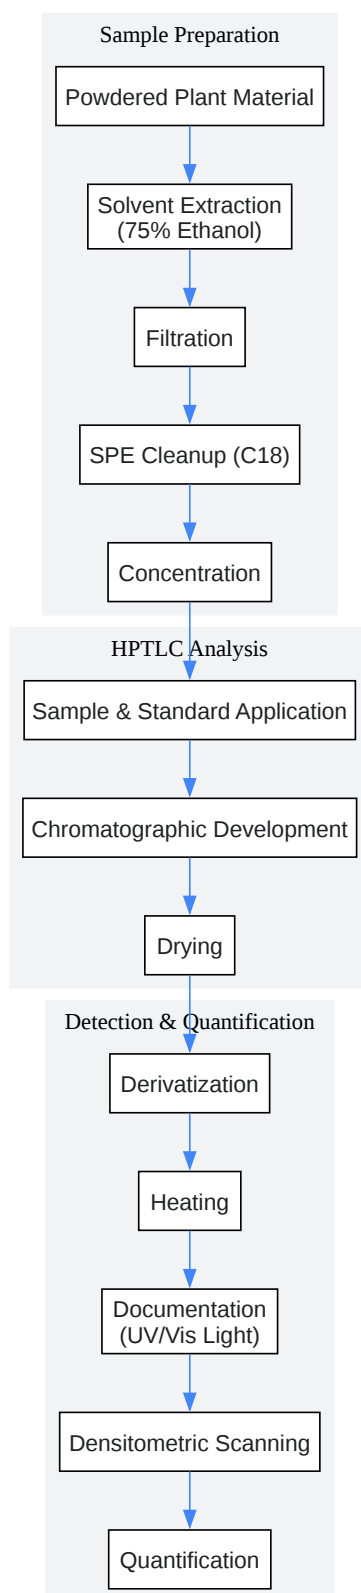 Sample Preparation
Powdered Plant Material
Solvent Extraction
(75% Ethanol)
Filtration
SPE Cleanup (C18)
Concentration
HPTLC Analysis
Sample & Standard Application
Chromatographic Development
Drying
Detection & Quantification
Derivatization
Heating
Documentation
(UV/Vis Light)
Densitometric Scanning
Quantification